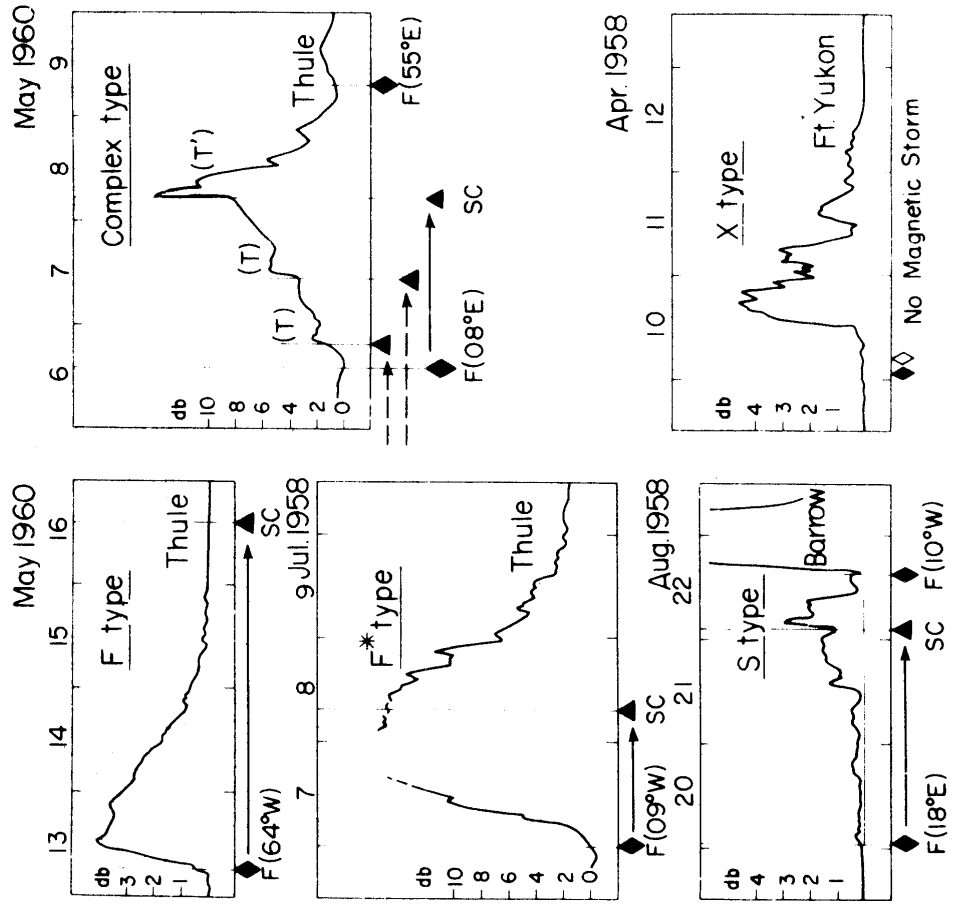 May 1960
13 14 15 16
F type
Thule
db
3
2
1
F(64°W)
SC
May 1960
6 7 8 9
Complex type
(T) (T) (T')
Thule
db
10
8
6
4
2
0
F(08°E)
SC
F(55°E)
7 8 9 Jul. 1958
F* type
Thule
db
10
8
6
4
2
0
F(09°W)
SC
Aug. 1958
20 21 22
S type
Barrow
db
4
3
2
1
F(18°E)
SC
F(10°W)
Apr. 1958
10 11 12
X type
Ft. Yukon
db
4
3
2
1
No Magnetic Storm